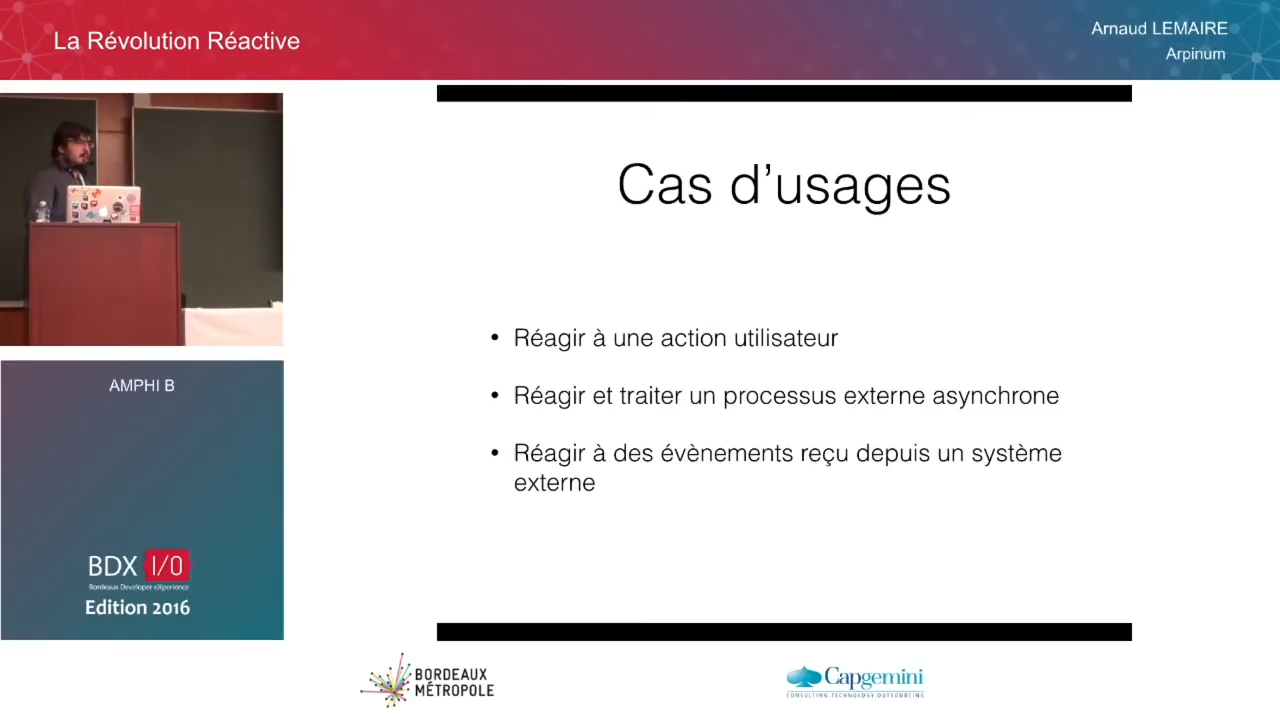 La Révolution Réactive
Arnaud LEMAIRE
Arpinum
Cas d’usages
• Réagir à une action utilisateur
• Réagir et traiter un processus externe asynchrone
• Réagir à des évènements reçu depuis un système
externe
AMPHI B
BDX I/O
Bordeaux Developer eXperience
Edition 2016
BORDEAUX
MÉTROPOLE
Capgemini
CONSULTING.TECHNOLOGY.OUTSOURCING